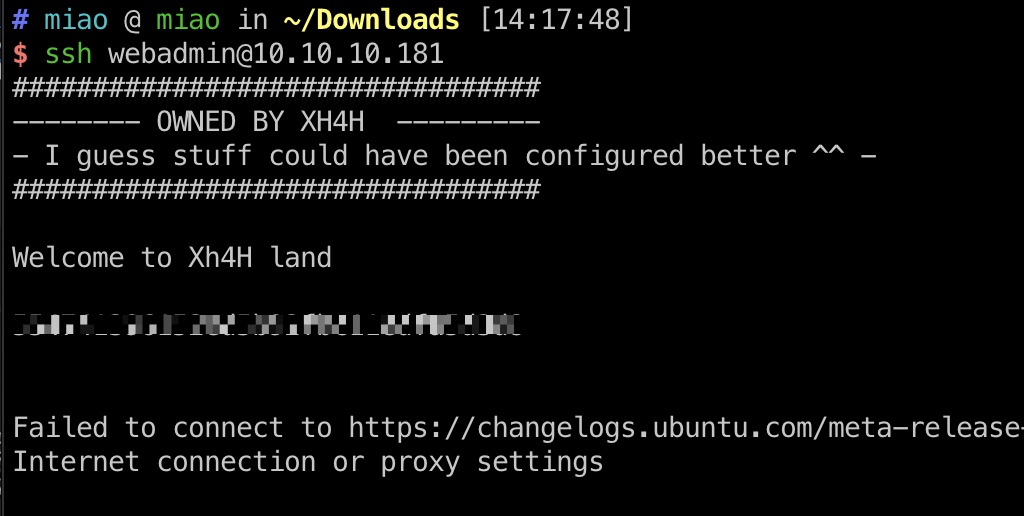 # miao @ miao in ~/Downloads [14:17:48]
$ ssh webadmin@10.10.10.181
#################################
-------- OWNED BY XH4H  ---------
- I guess stuff could have been configured better ^^ -
#################################
Welcome to Xh4H land
Failed to connect to https://changelogs.ubuntu.com/meta-release-
Internet connection or proxy settings